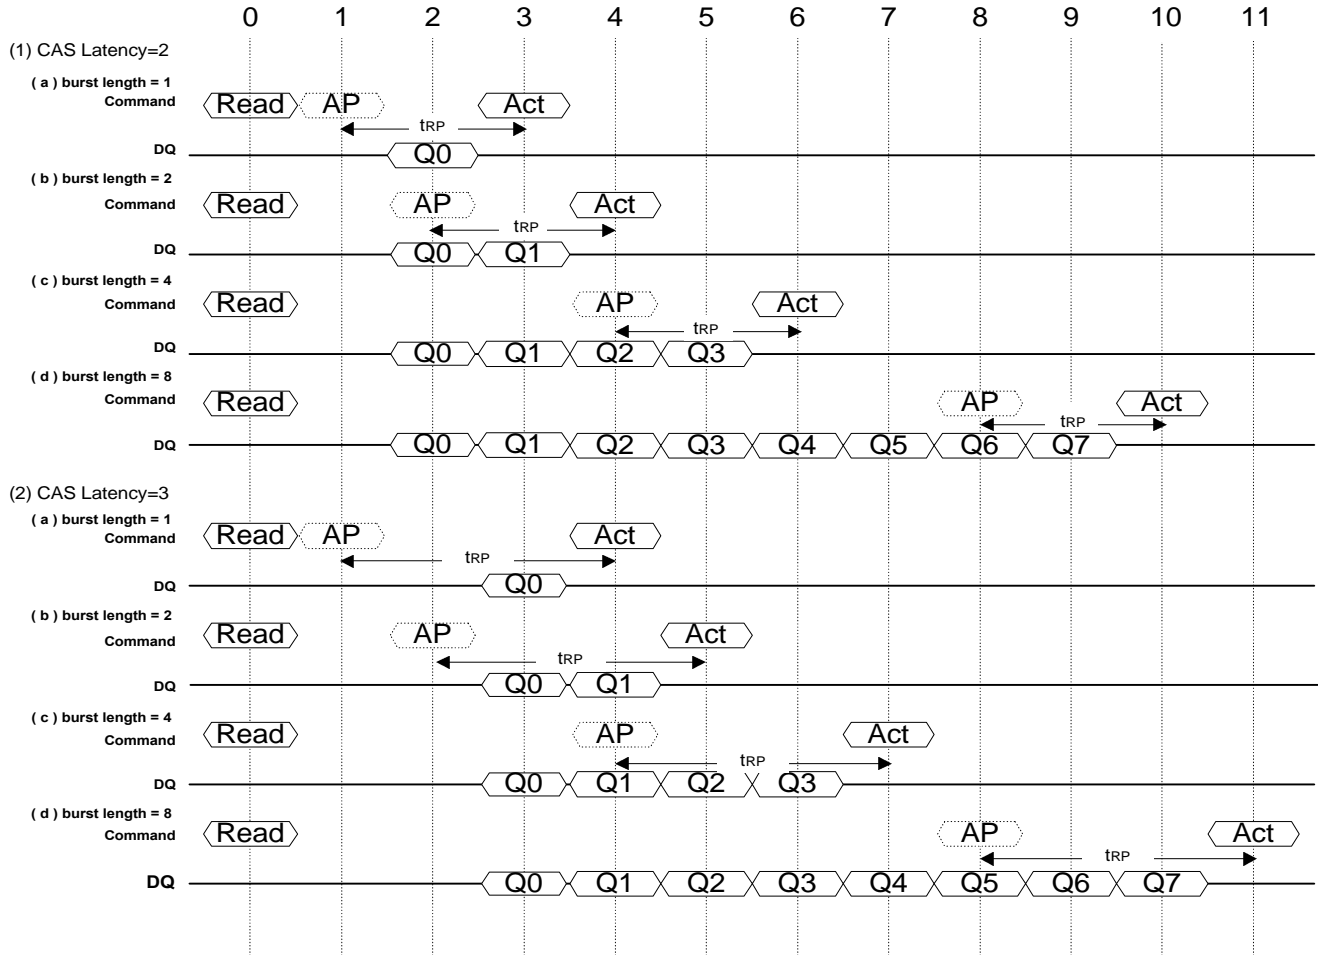 0 1 2 3 4 5 6 7 8 9 10 11
(1) CAS Latency=2
( a ) burst length = 1
Command Read AP Act
tRP
DQ Q0
( b ) burst length = 2
Command Read AP Act
tRP
DQ Q0 Q1
( c ) burst length = 4
Command Read AP Act
tRP
DQ Q0 Q1 Q2 Q3
( d ) burst length = 8
Command Read AP Act
tRP
DQ Q0 Q1 Q2 Q3 Q4 Q5 Q6 Q7
(2) CAS Latency=3
( a ) burst length = 1
Command Read AP Act
tRP
DQ Q0
( b ) burst length = 2
Command Read AP Act
tRP
DQ Q0 Q1
( c ) burst length = 4
Command Read AP Act
tRP
DQ Q0 Q1 Q2 Q3
( d ) burst length = 8
Command Read AP Act
tRP
DQ Q0 Q1 Q2 Q3 Q4 Q5 Q6 Q7